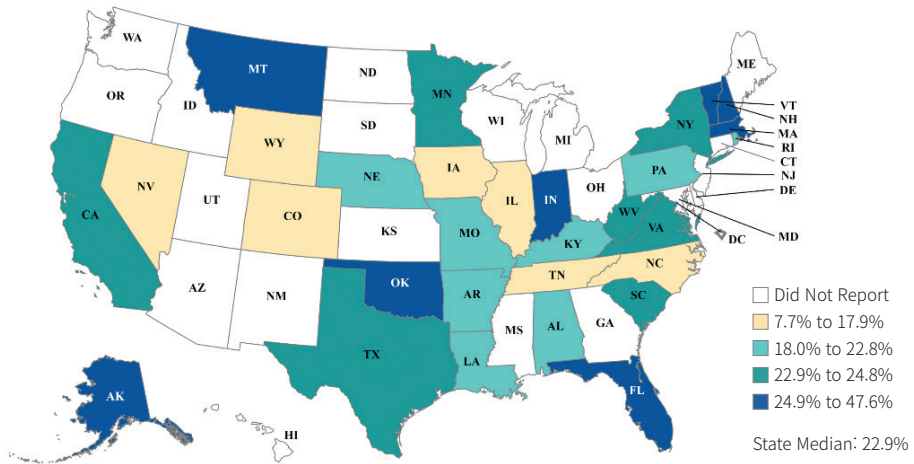 WA
MT
ND
ME
OR
ID
MN
VT
NH
SD
WI
NY
MA
MI
RI
WY
CT
NE
IA
PA
NJ
NV
UT
IL
IN
OH
DE
CA
CO
WV
KS
MO
KY
VA
DC
MD
NC
TN
AZ
NM
OK
AR
SC
MS
AL
GA
TX
LA
FL
AK
HI
Did Not Report
7.7% to 17.9%
18.0% to 22.8%
22.9% to 24.8%
24.9% to 47.6%
State Median: 22.9%